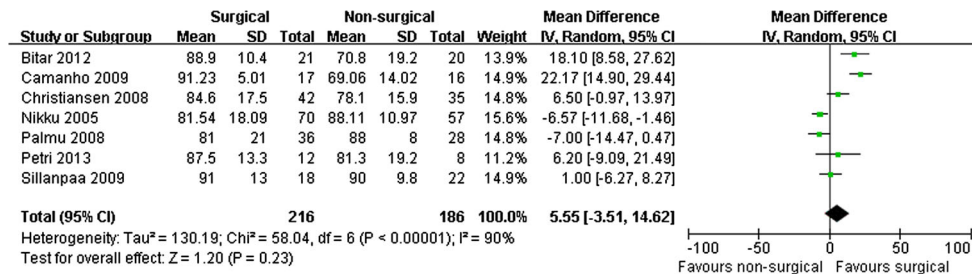 Surgical Non-surgical Mean Difference Mean Difference
Study or Subgroup Mean SD Total Mean SD Total Weight IV, Random, 95% CI IV, Random, 95% CI
Bitar 2012 88.9 10.4 21 70.8 19.2 20 13.9% 18.10 [8.58, 27.62]
Camanho 2009 91.23 5.01 17 69.06 14.02 16 14.9% 22.17 [14.90, 29.44]
Christiansen 2008 84.6 17.5 42 78.1 15.9 35 14.8% 6.50 [-0.97, 13.97]
Nikku 2005 81.54 18.09 70 88.11 10.97 57 15.5% -6.57 [-11.68, -1.46]
Palmu 2008 81 21 36 88 8 28 14.8% -7.00 [-14.47, 0.47]
Petri 2013 87.5 13.3 12 81.3 19.2 8 11.2% 6.20 [-9.09, 21.49]
Sillanpaa 2009 91 13 18 90 9.8 22 14.9% 1.00 [-6.27, 8.27]
Total (95% CI) 216 186 100.0% 5.55 [-3.51, 14.62]
Heterogeneity: Tau² = 130.19; Chi² = 58.04, df = 6 (P < 0.00001); I² = 90%
Test for overall effect: Z = 1.20 (P = 0.23)
-100 -50 0 50 100
Favours non-surgical Favours surgical